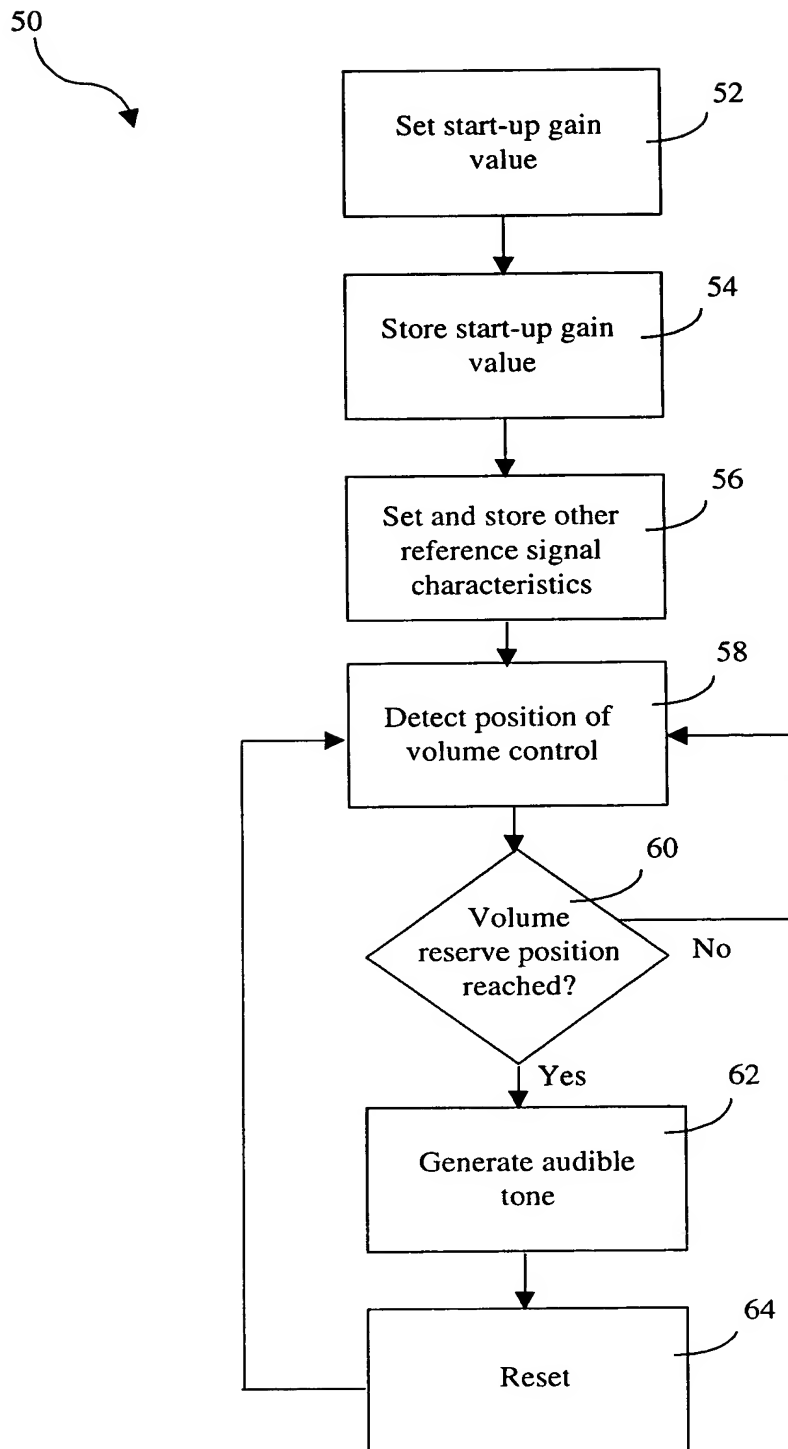 50
52
Set start-up gain
value
54
Store start-up gain
value
56
Set and store other
reference signal
characteristics
58
Detect position of
volume control
60
Volume
reserve position
reached?
No
Yes
62
Generate audible
tone
64
Reset